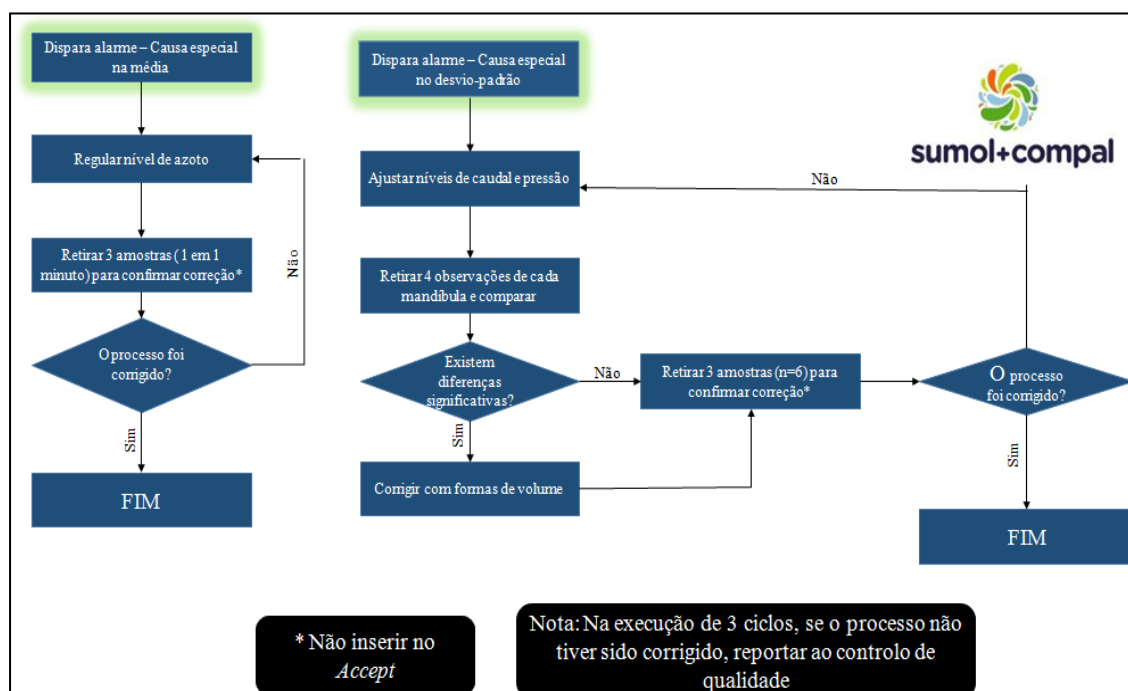 Dispara alarme – Causa especial
na média
Regular nível de azoto
Retirar 3 amostras ( 1 em 1
minuto) para confirmar correção*
Não
O processo foi
corrigido?
Sim
FIM
Dispara alarme – Causa especial
no desvio-padrão
Ajustar níveis de caudal e pressão
Retirar 4 observações de cada
mandíbula e comparar
Existem
diferenças
significativas?
Não
Sim
Corrigir com formas de volume
Retirar 3 amostras (n=6) para
confirmar correção*
sumol+compal
Não
O processo
foi corrigido?
Sim
FIM
* Não inserir no
Accept
Nota: Na execução de 3 ciclos, se o processo não
tiver sido corrigido, reportar ao controlo de
qualidade